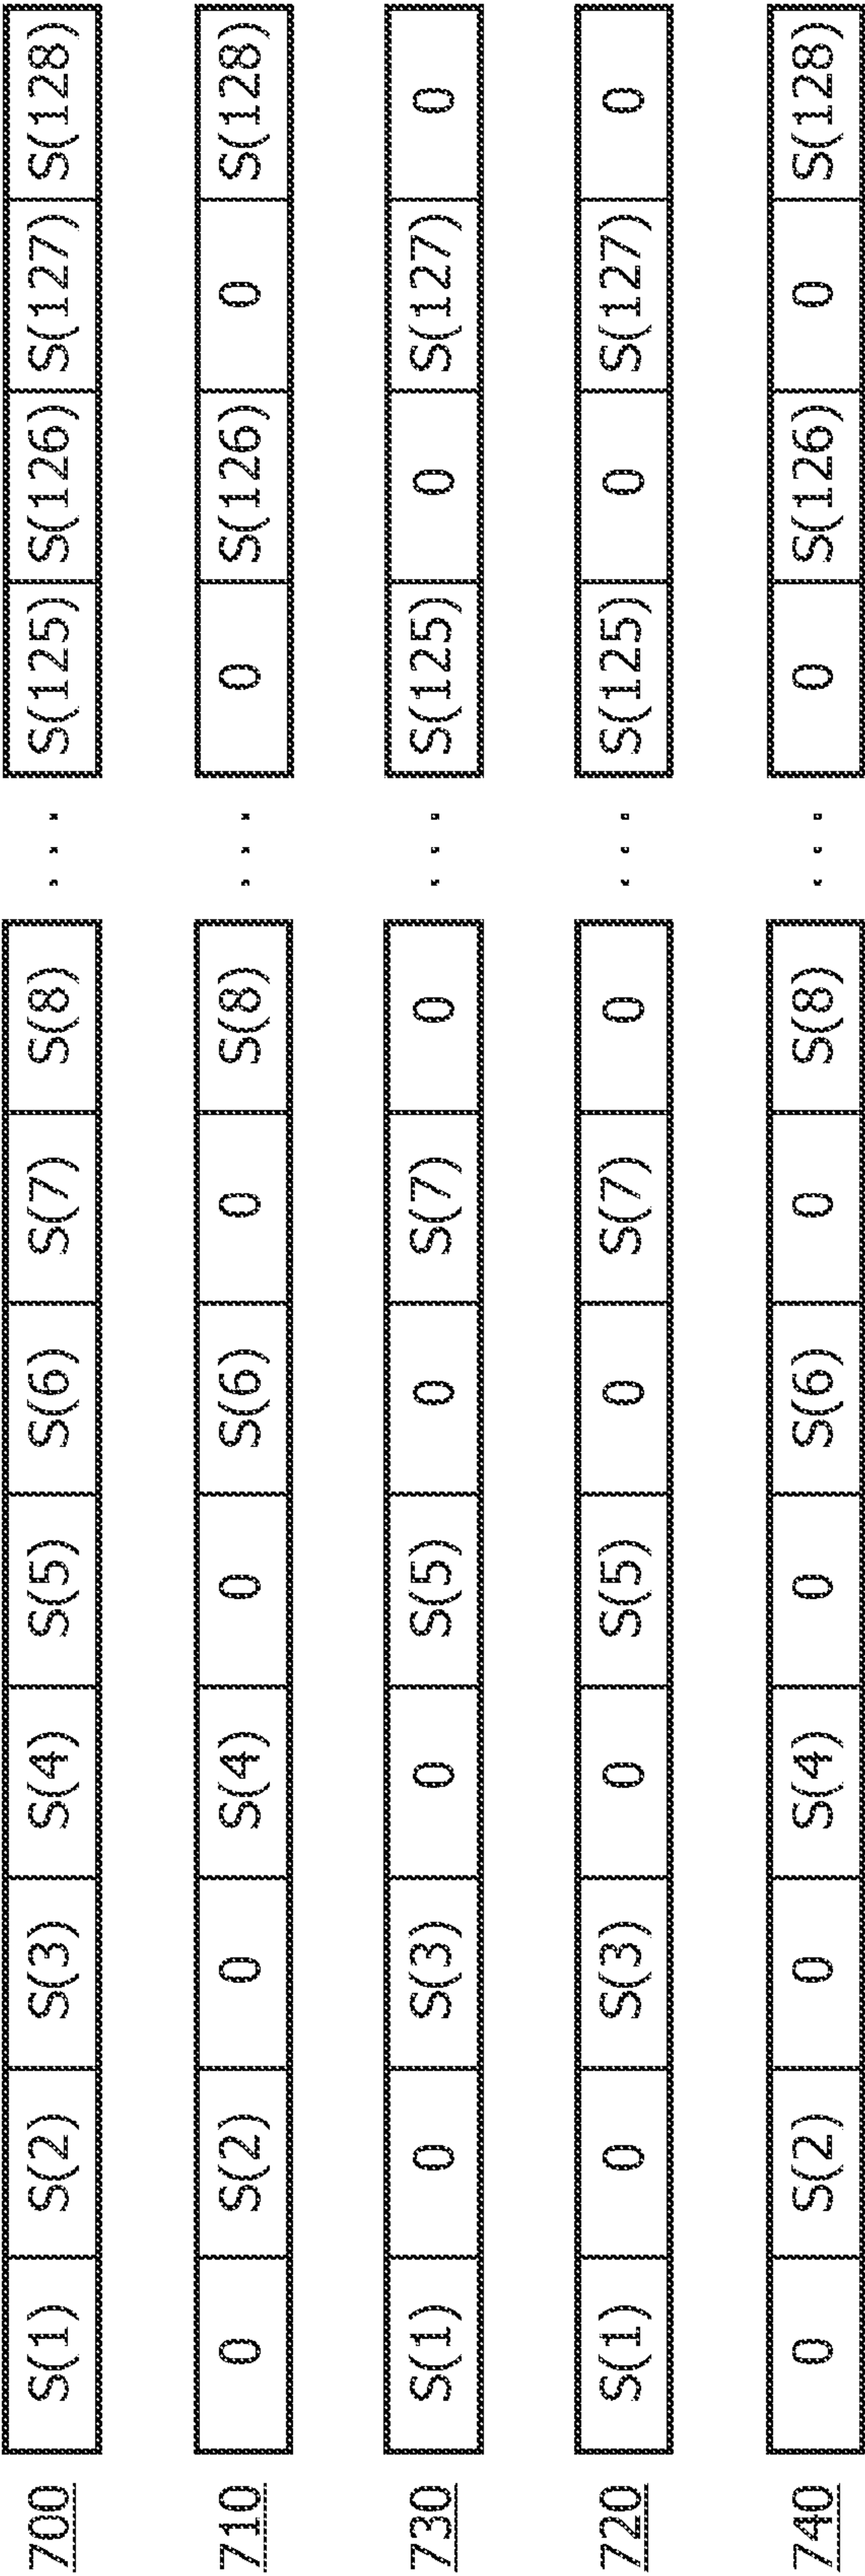 700 S(1) S(2) S(3) S(4) S(5) S(6) S(7) S(8) . . . S(125) S(126) S(127) S(128)
710 0 S(2) 0 S(4) 0 S(6) 0 S(8) . . . 0 S(126) 0 S(128)
730 S(1) 0 S(3) 0 S(5) 0 S(7) 0 . . . S(125) 0 S(127) 0
720 S(1) 0 S(3) 0 S(5) 0 S(7) 0 . . . S(125) 0 S(127) 0
740 0 S(2) 0 S(4) 0 S(6) 0 S(8) . . . 0 S(126) 0 S(128)